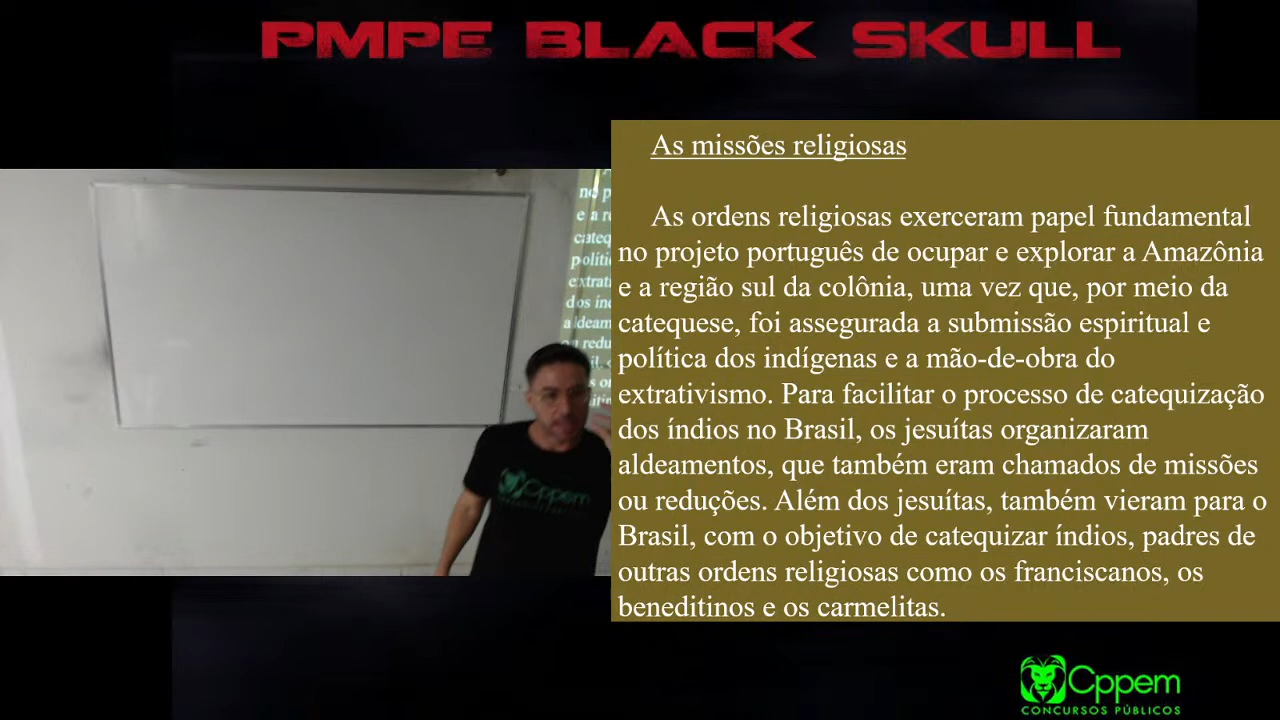 PMPE BLACK SKULL
As missões religiosas
As ordens religiosas exerceram papel fundamental
no projeto português de ocupar e explorar a Amazônia
e a região sul da colônia, uma vez que, por meio da
catequese, foi assegurada a submissão espiritual e
política dos indígenas e a mão-de-obra do
extrativismo. Para facilitar o processo de catequização
dos índios no Brasil, os jesuítas organizaram
aldeamentos, que também eram chamados de missões
ou reduções. Além dos jesuítas, também vieram para o
Brasil, com o objetivo de catequizar índios, padres de
outras ordens religiosas como os franciscanos, os
beneditinos e os carmelitas.
Cppem
Cppem
CONCURSOS PÚBLICOS